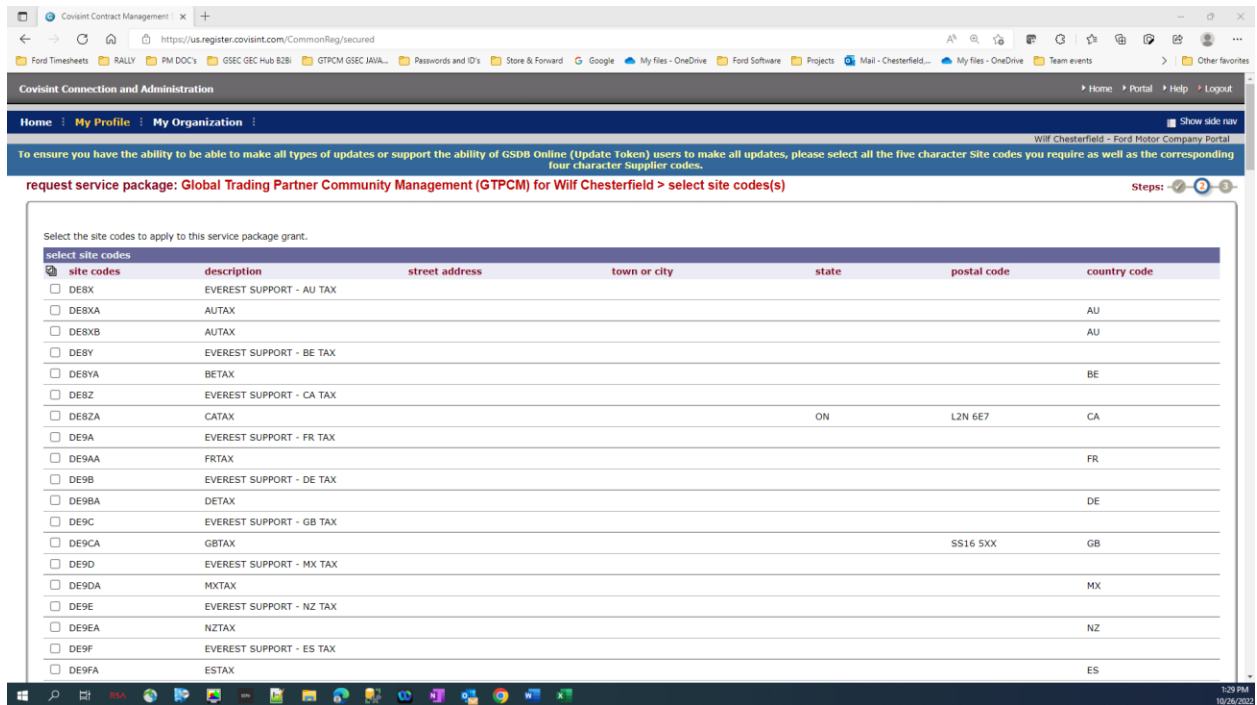 Covisint Contract Management
https://us.register.covisint.com/CommonReg/secured
Ford Timesheets RALLY PM DOC's GSEC GEC Hub B2Bi GTPCM GSEC JAVA... Passwords and ID's Store & Forward Google My files - OneDrive Ford Software Projects Mail - Chesterfield,... My files - OneDrive Team events Other favorites
Covisint Connection and Administration Home Portal Help Logout
Home My Profile My Organization Show side nav
Wilf Chesterfield - Ford Motor Company Portal
To ensure you have the ability to be able to make all types of updates or support the ability of GSDB Online (Update Token) users to make all updates, please select all the five character Site codes you require as well as the corresponding
four character Supplier codes.
request service package: Global Trading Partner Community Management (GTPCM) for Wilf Chesterfield > select site codes(s) Steps: 2 3
Select the site codes to apply to this service package grant.
select site codes
site codes description street address town or city state postal code country code
DE8X EVEREST SUPPORT - AU TAX
DE8XA AUTAX AU
DE8XB AUTAX AU
DE8Y EVEREST SUPPORT - BE TAX
DE8YA BETAX BE
DE8Z EVEREST SUPPORT - CA TAX
DE8ZA CATAX ON L2N 6E7 CA
DE9A EVEREST SUPPORT - FR TAX
DE9AA FRTAX FR
DE9B EVEREST SUPPORT - DE TAX
DE9BA DETAX DE
DE9C EVEREST SUPPORT - GB TAX
DE9CA GBTAX SS16 5XX GB
DE9D EVEREST SUPPORT - MX TAX
DE9DA MXTAX MX
DE9E EVEREST SUPPORT - NZ TAX
DE9EA NZTAX NZ
DE9F EVEREST SUPPORT - ES TAX
DE9FA ESTAX ES
RSA
1:29 PM
10/26/2022